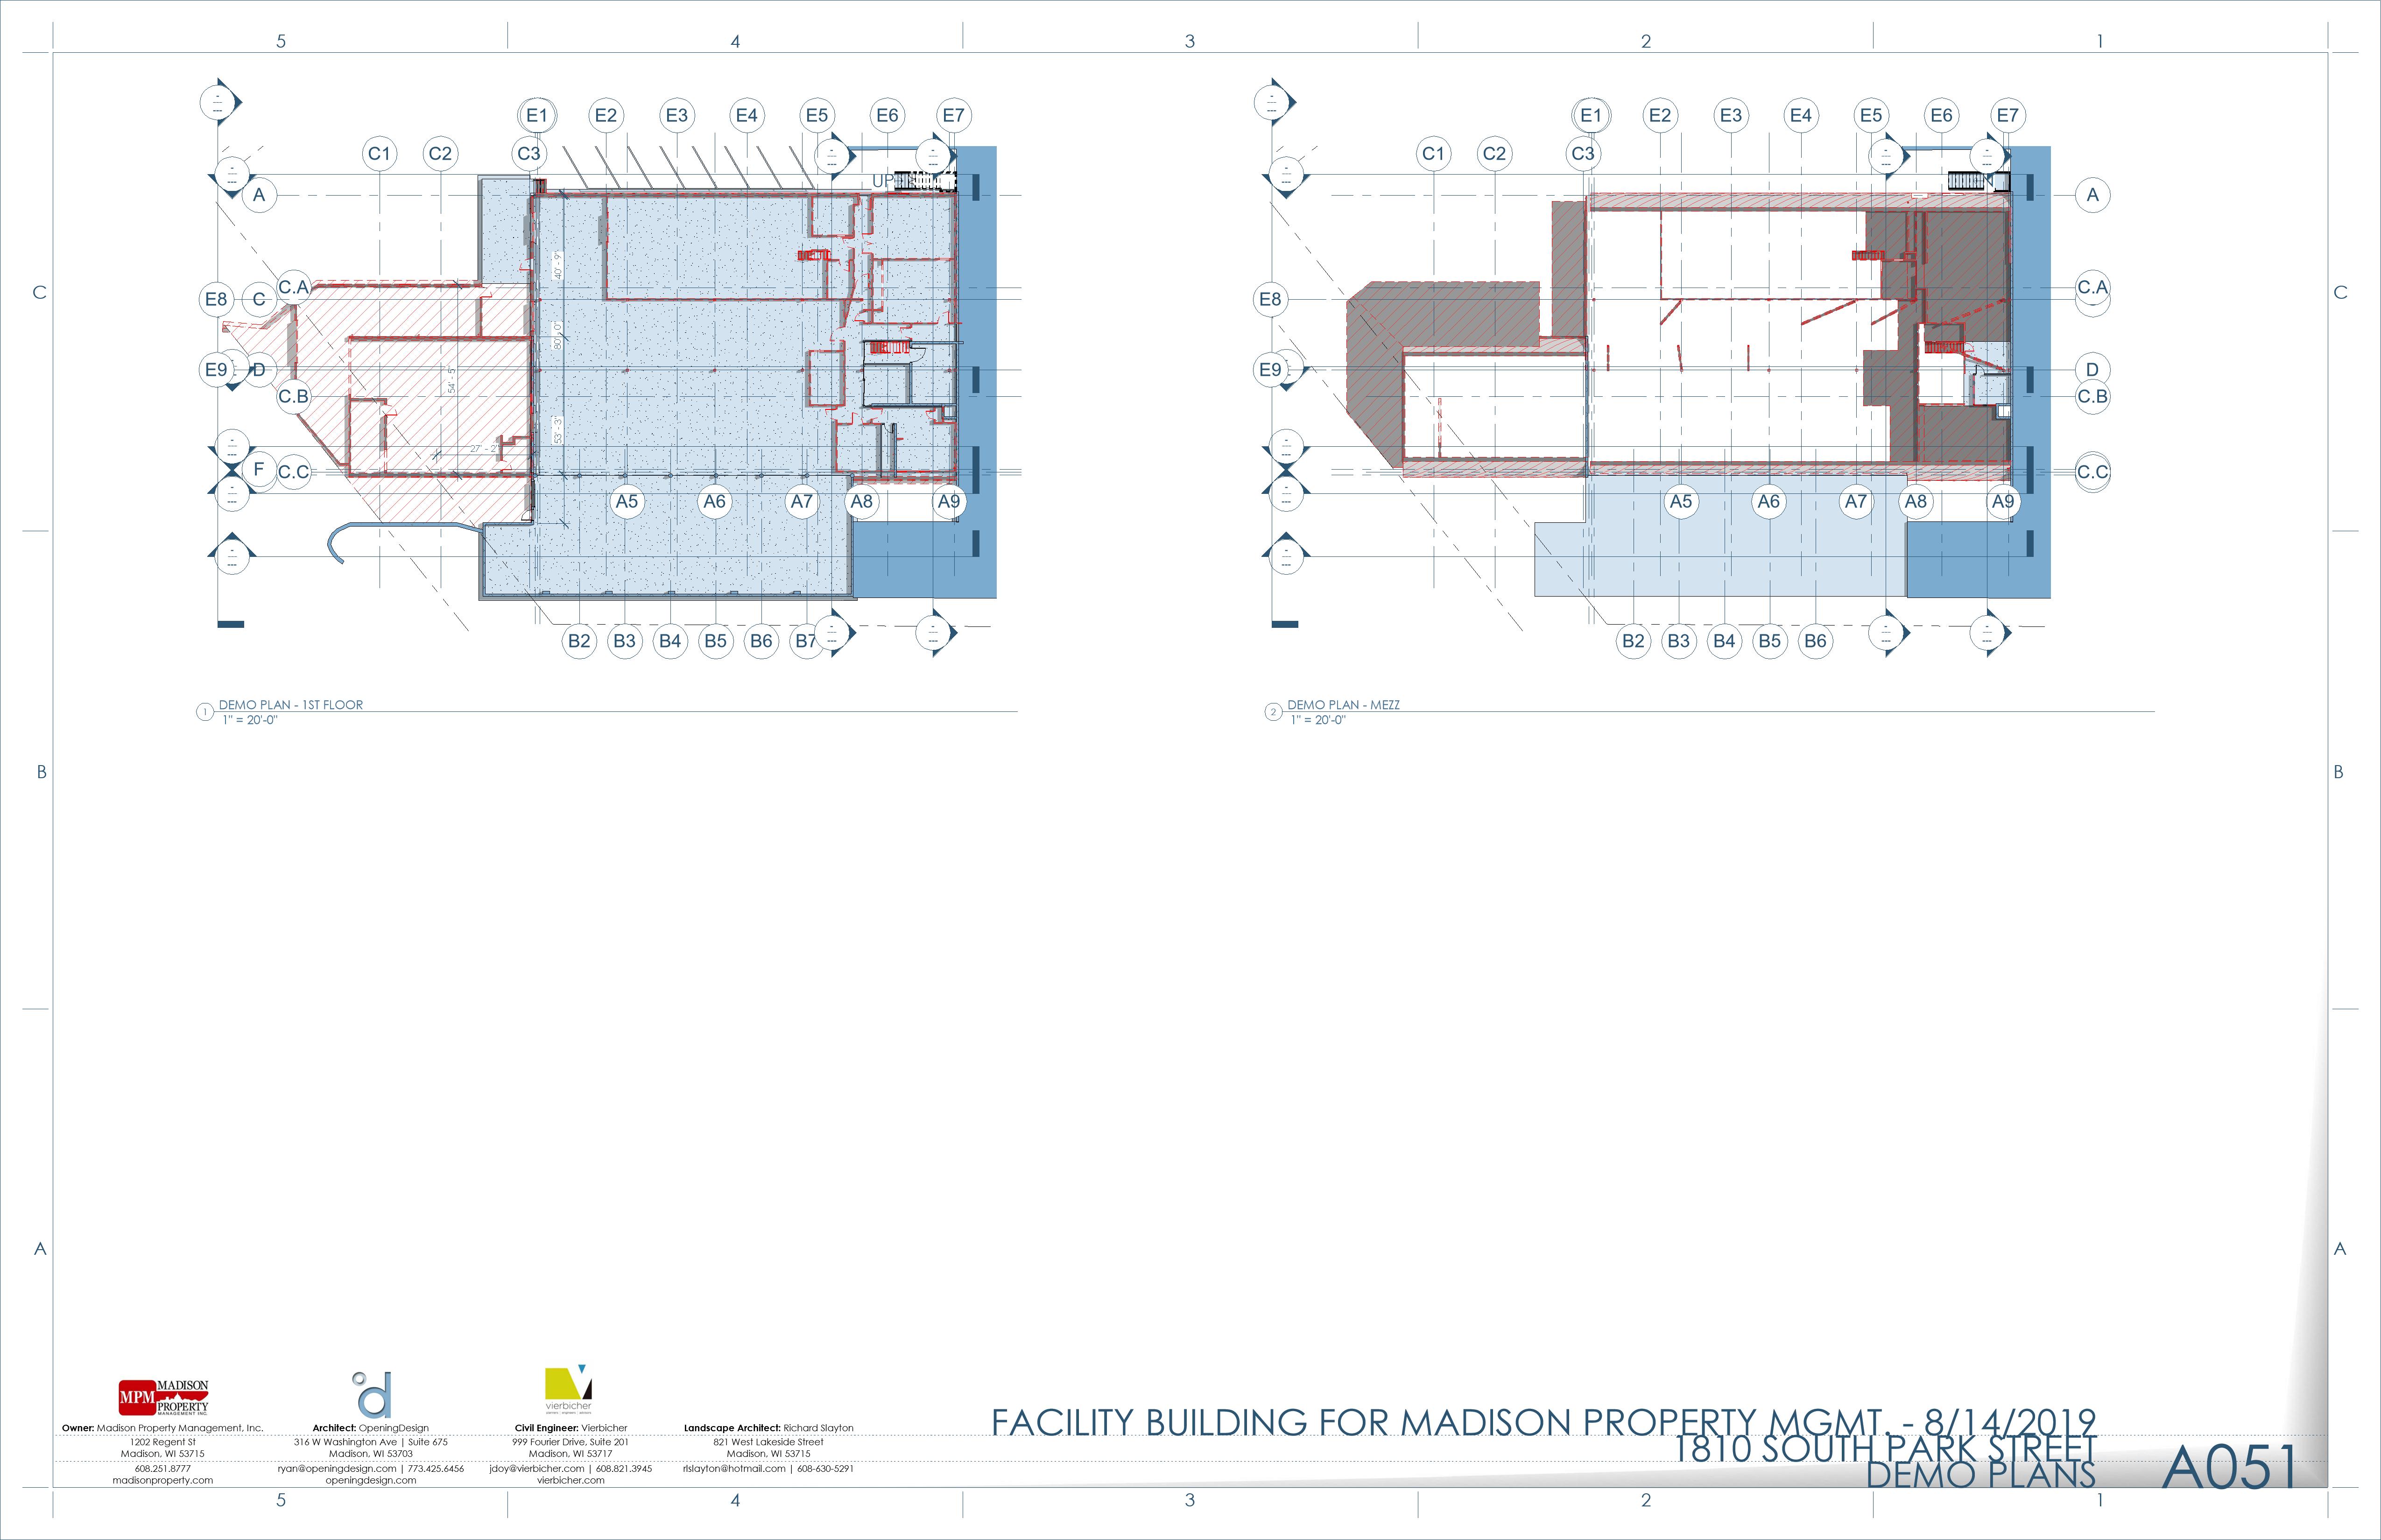 5 4 3 2 1
E1 E2 E3 E4 E5 E6 E7
C1 C2 C3
UP
A
40' - 9"
E8 C C.A
80' - 0"
E9 D
54' - 5"
C.B
53' - 3"
27' - 2"
F C.C
A5 A6 A7 A8 A9
B2 B3 B4 B5 B6 B7
1 DEMO PLAN - 1ST FLOOR
1" = 20'-0"
E1 E2 E3 E4 E5 E6 E7
C1 C2 C3
A
E8 C.A
E9 D
C.B
C.C
A5 A6 A7 A8 A9
B2 B3 B4 B5 B6
2 DEMO PLAN - MEZZ
1" = 20'-0"
C C
B B
A A
MPM MADISON
PROPERTY
MANAGEMENT INC.
Owner: Madison Property Management, Inc.
1202 Regent St
Madison, WI 53715
608.251.8777
madisonproperty.com
d
Architect: OpeningDesign
316 W Washington Ave | Suite 675
Madison, WI 53703
ryan@openingdesign.com | 773.425.6456
openingdesign.com
vierbicher
planners | engineers | advisors
Civil Engineer: Vierbicher
999 Fourier Drive, Suite 201
Madison, WI 53717
jdoy@vierbicher.com | 608.821.3945
vierbicher.com
Landscape Architect: Richard Slayton
821 West Lakeside Street
Madison, WI 53715
rlslayton@hotmail.com | 608-630-5291
FACILITY BUILDING FOR MADISON PROPERTY MGMT. - 8/14/2019
1810 SOUTH PARK STREET
DEMO PLANS
A051
5 4 3 2 1